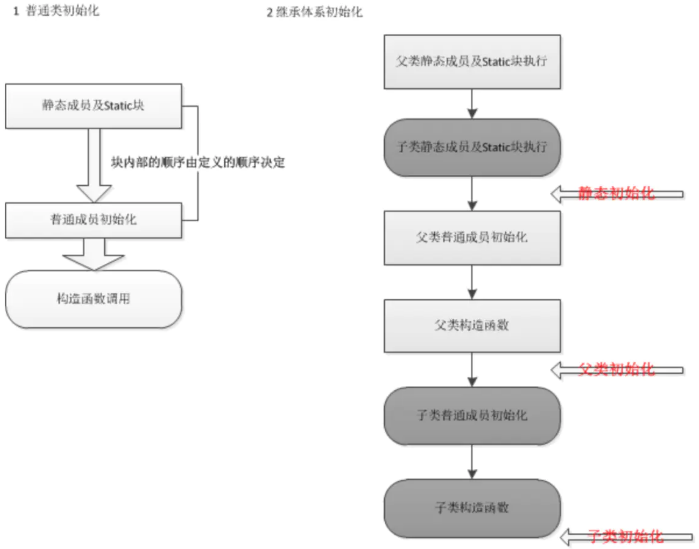 1 普通类初始化
静态成员及Static块
块内部的顺序由定义的顺序决定
普通成员初始化
构造函数调用
2 继承体系初始化
父类静态成员及Static块执行
子类静态成员及Static块执行
静态初始化
父类普通成员初始化
父类构造函数
父类初始化
子类普通成员初始化
子类构造函数
子类初始化